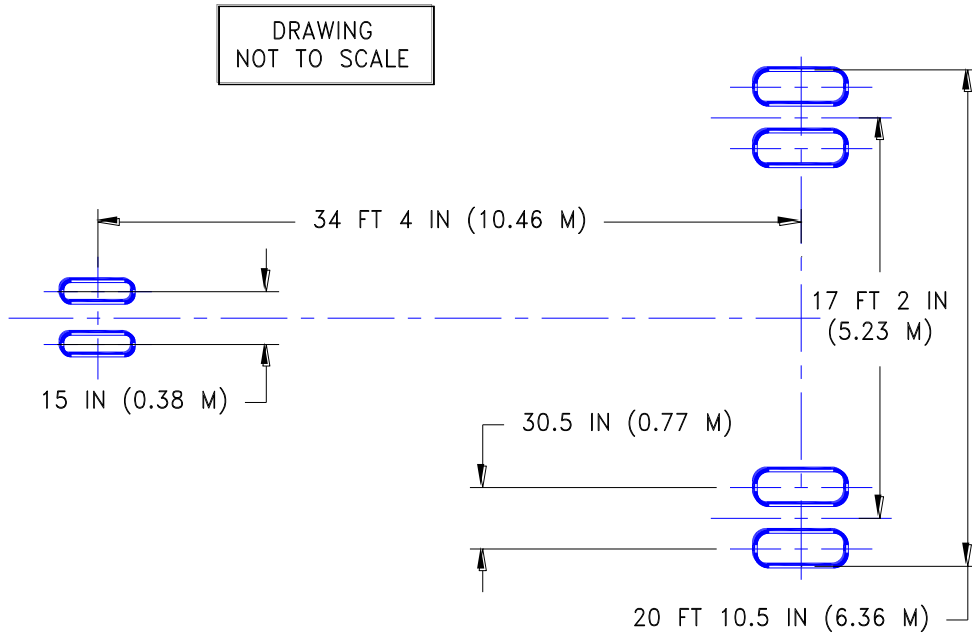 DRAWING
NOT TO SCALE
34 FT 4 IN (10.46 M)
17 FT 2 IN
(5.23 M)
15 IN (0.38 M)
30.5 IN (0.77 M)
20 FT 10.5 IN (6.36 M)